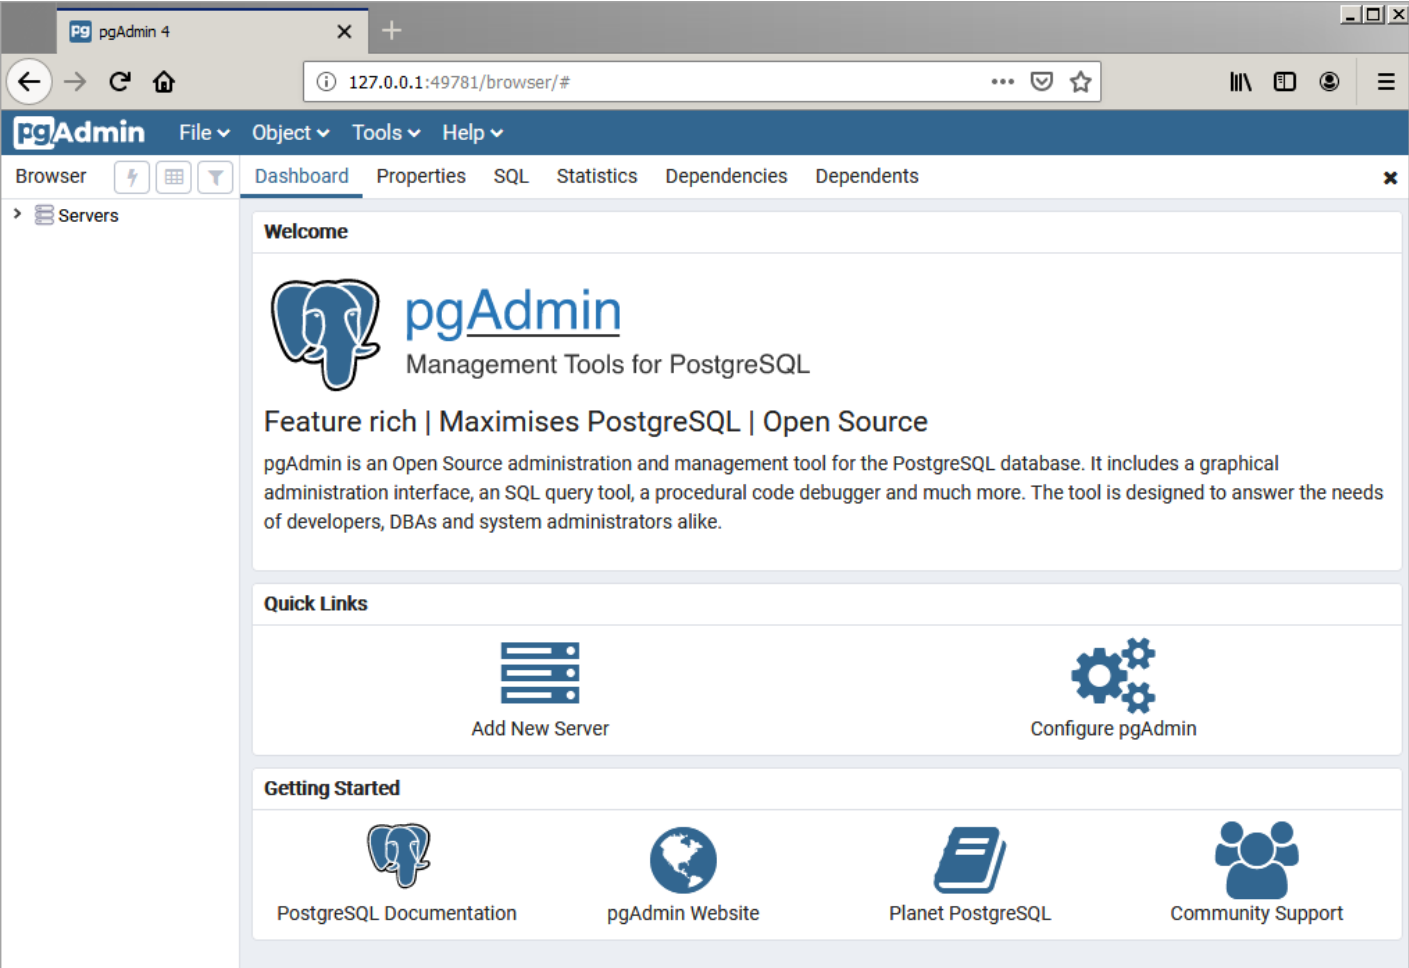 pg pgAdmin 4
127.0.0.1:49781/browser/#
pgAdmin File Object Tools Help
Browser Dashboard Properties SQL Statistics Dependencies Dependents
Servers
Welcome
pgAdmin
Management Tools for PostgreSQL
Feature rich | Maximises PostgreSQL | Open Source
pgAdmin is an Open Source administration and management tool for the PostgreSQL database. It includes a graphical
administration interface, an SQL query tool, a procedural code debugger and much more. The tool is designed to answer the needs
of developers, DBAs and system administrators alike.
Quick Links
Add New Server Configure pgAdmin
Getting Started
PostgreSQL Documentation pgAdmin Website Planet PostgreSQL Community Support